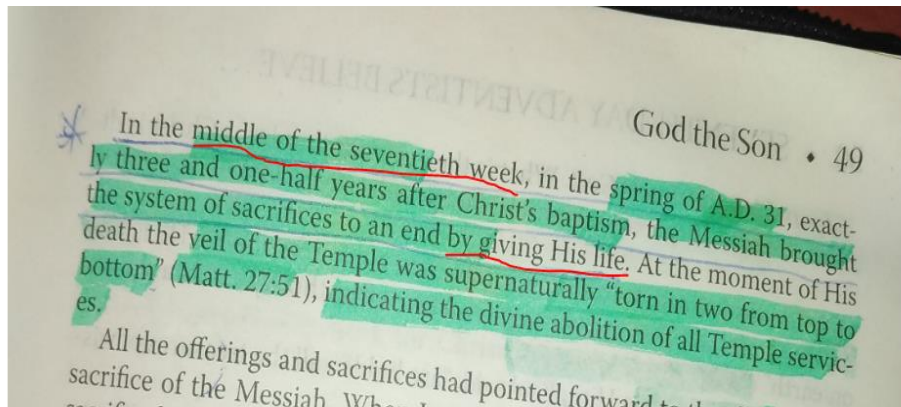 God the Son • 49
In the middle of the seventieth week, in the spring of A.D. 31, exact-
ly three and one-half years after Christ's baptism, the Messiah brought
the system of sacrifices to an end by giving His life. At the moment of His
death the veil of the Temple was supernaturally “torn in two from top to
bottom” (Matt. 27:51), indicating the divine abolition of all Temple servic-
es.
All the offerings and sacrifices had pointed forward to
sacrifice of the Messiah.